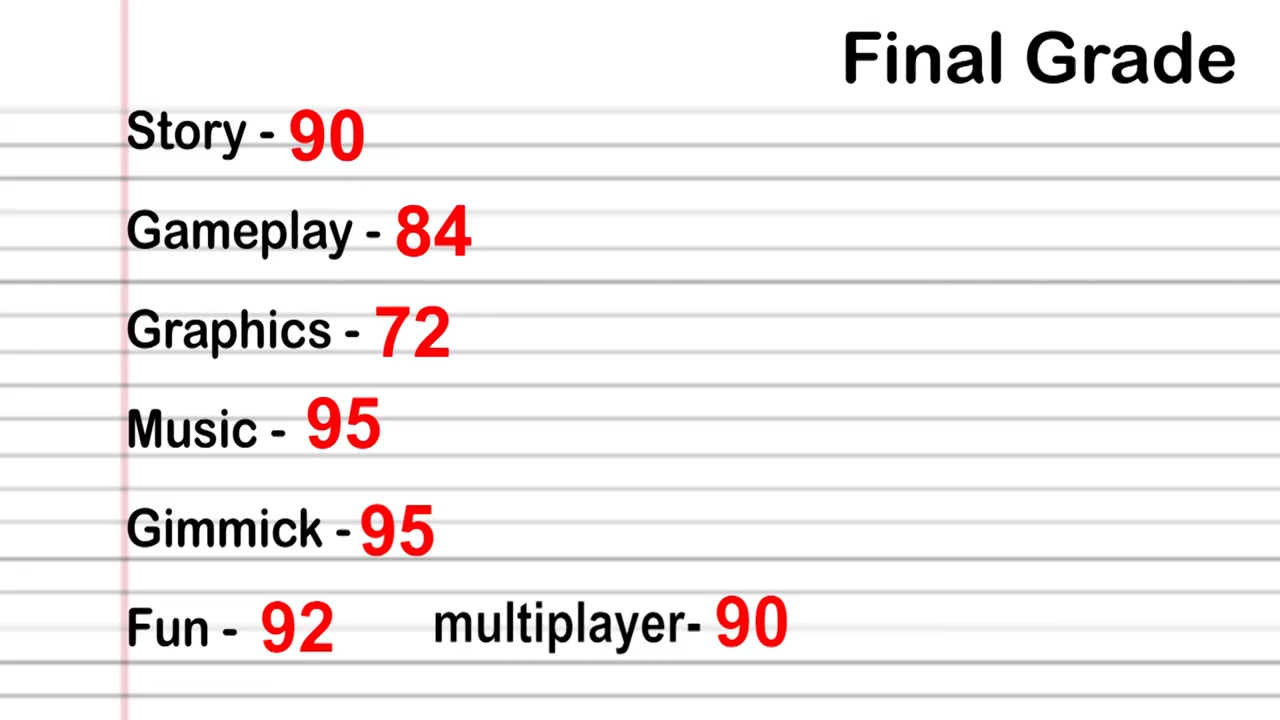 Final Grade
Story - 90
Gameplay - 84
Graphics - 72
Music - 95
Gimmick - 95
Fun - 92 multiplayer- 90